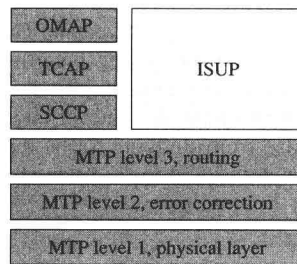 OMAP
TCAP
ISUP
SCCP
MTP level 3, routing
MTP level 2, error correction
MTP level 1, physical layer